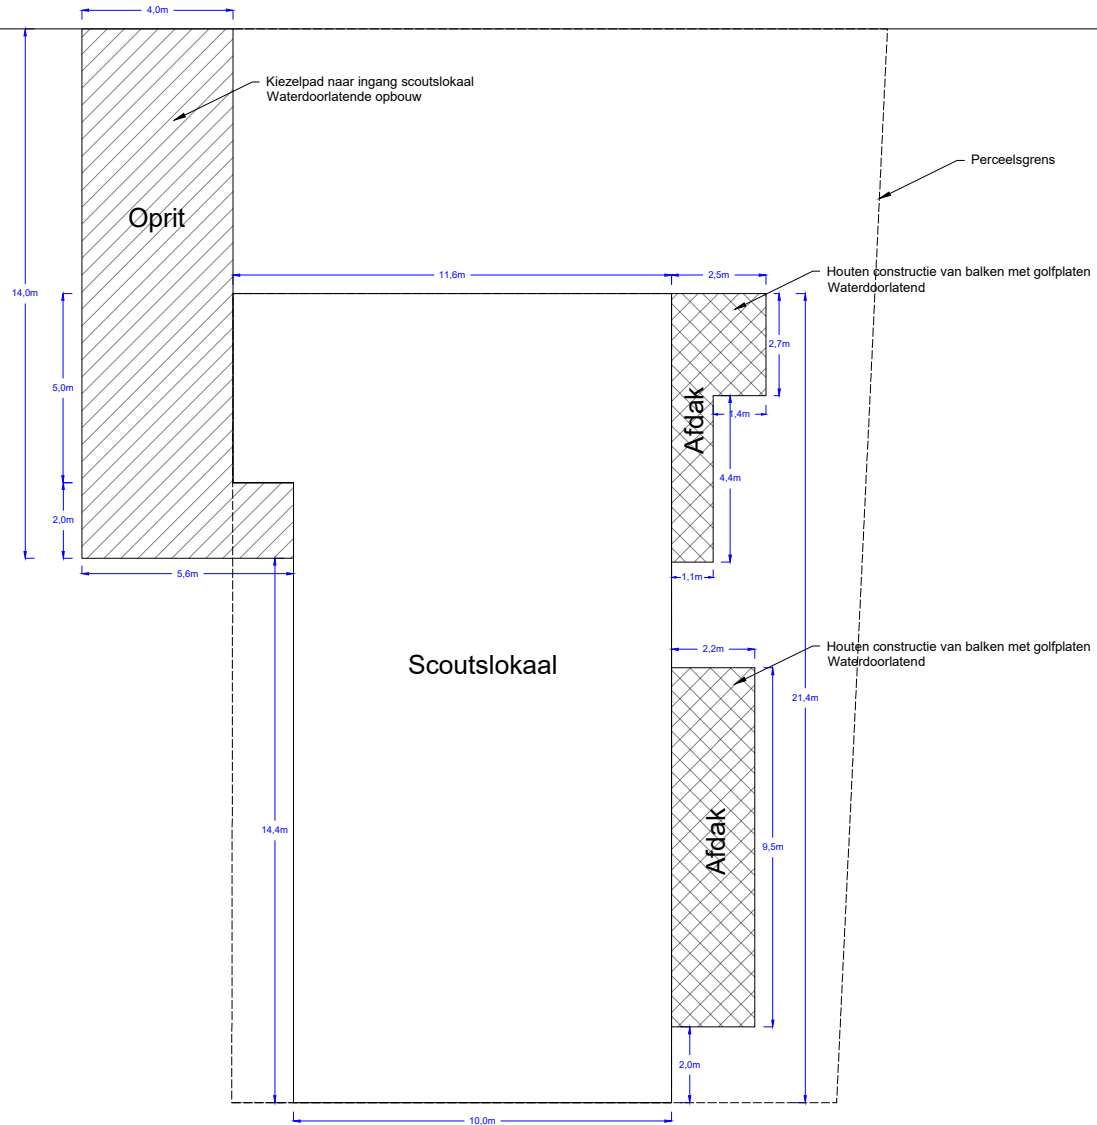 4,0m
Kiezelpad naar ingang scoutslokaal
Waterdoorlatende opbouw
Perceelsgrens
Oprit
11,6m
2,5m
Houten constructie van balken met golfplaten
Waterdoorlatend
14,0m
2,7m
5,0m
1,4m
Afdak
4,4m
2,0m
5,6m
1,1m
Houten constructie van balken met golfplaten
Waterdoorlatend
2,2m
Scoutslokaal
21,4m
14,4m
Afdak
9,5m
2,0m
10,0m